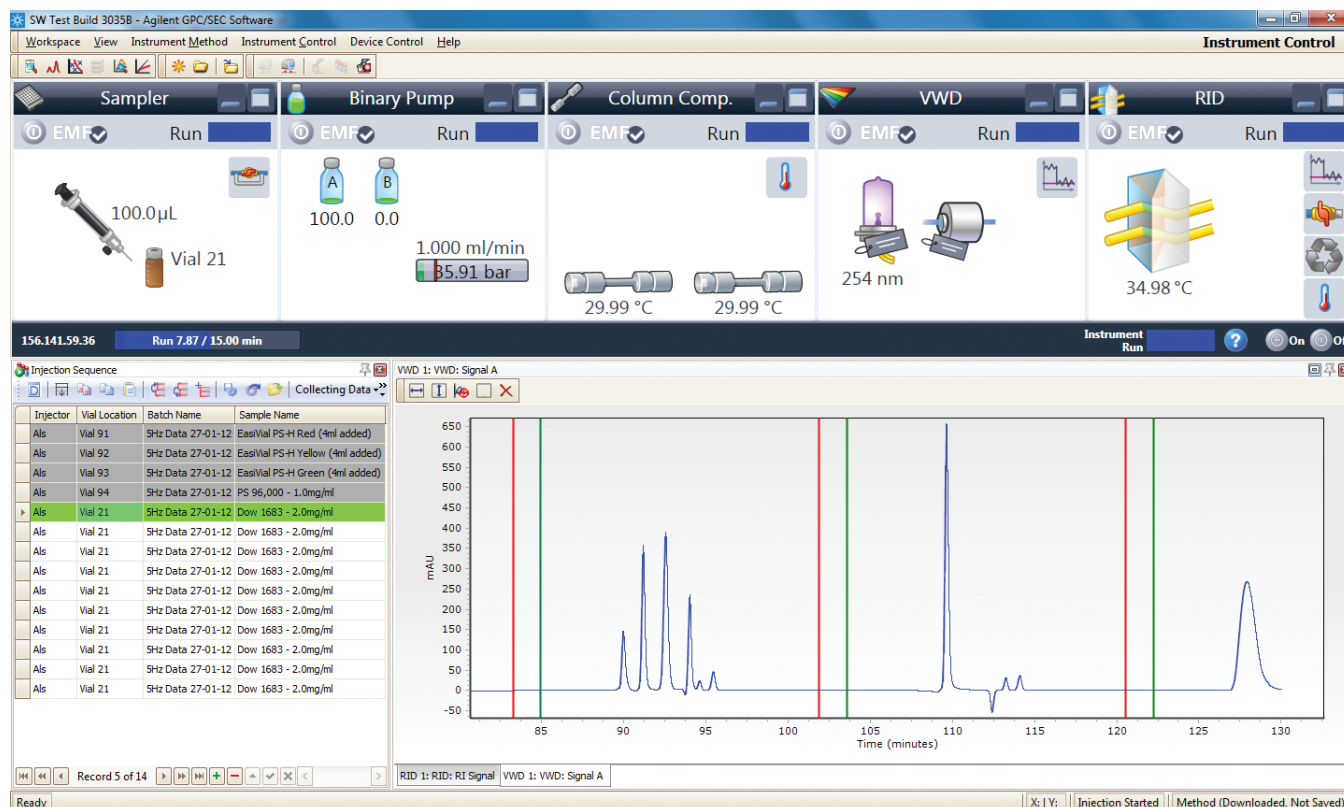 SW Test Build 3035B - Agilent GPC/SEC Software
Workspace View Instrument Method Instrument Control Device Control Help Instrument Control
Sampler Binary Pump Column Comp. VWD RID
EMF Run EMF Run EMF Run EMF Run EMF Run
100.0µL
Vial 21
A B
100.0 0.0
1.000 ml/min
35.91 bar
29.99 °C 29.99 °C
254 nm
34.98 °C
156.141.59.36 Run 7.87 / 15.00 min Instrument Run ? On Of
Injection Sequence
Collecting Data
Injector Vial Location Batch Name Sample Name
Als Vial 91 5Hz Data 27-01-12 EasiVial PS-H Red (4ml added)
Als Vial 92 5Hz Data 27-01-12 EasiVial PS-H Yellow (4ml added)
Als Vial 93 5Hz Data 27-01-12 EasiVial PS-H Green (4ml added)
Als Vial 94 5Hz Data 27-01-12 PS 96,000 - 1.0mg/ml
Als Vial 21 5Hz Data 27-01-12 Dow 1683 - 2.0mg/ml
Als Vial 21 5Hz Data 27-01-12 Dow 1683 - 2.0mg/ml
Als Vial 21 5Hz Data 27-01-12 Dow 1683 - 2.0mg/ml
Als Vial 21 5Hz Data 27-01-12 Dow 1683 - 2.0mg/ml
Als Vial 21 5Hz Data 27-01-12 Dow 1683 - 2.0mg/ml
Als Vial 21 5Hz Data 27-01-12 Dow 1683 - 2.0mg/ml
Als Vial 21 5Hz Data 27-01-12 Dow 1683 - 2.0mg/ml
Als Vial 21 5Hz Data 27-01-12 Dow 1683 - 2.0mg/ml
Als Vial 21 5Hz Data 27-01-12 Dow 1683 - 2.0mg/ml
Als Vial 21 5Hz Data 27-01-12 Dow 1683 - 2.0mg/ml
Record 5 of 14
VWD 1: VWD: Signal A
650
600
550
500
450
400
350
300
250
200
150
100
50
0
-50
mAU
85 90 95 100 105 110 115 120 125 130
Time (minutes)
RID 1: RID: RI Signal VWD 1: VWD: Signal A
Ready X: | Y: Injection Started Method (Downloaded, Not Saved)